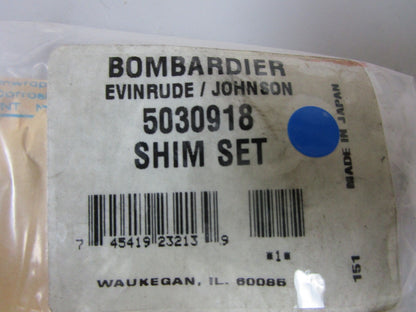 BOMBARDIER
EVINRUDE / JOHNSON
5030918
SHIM SET
MADE IN JAPAN
7 45419 23213 9
*1*
151
WAUKEGAN, IL. 60085